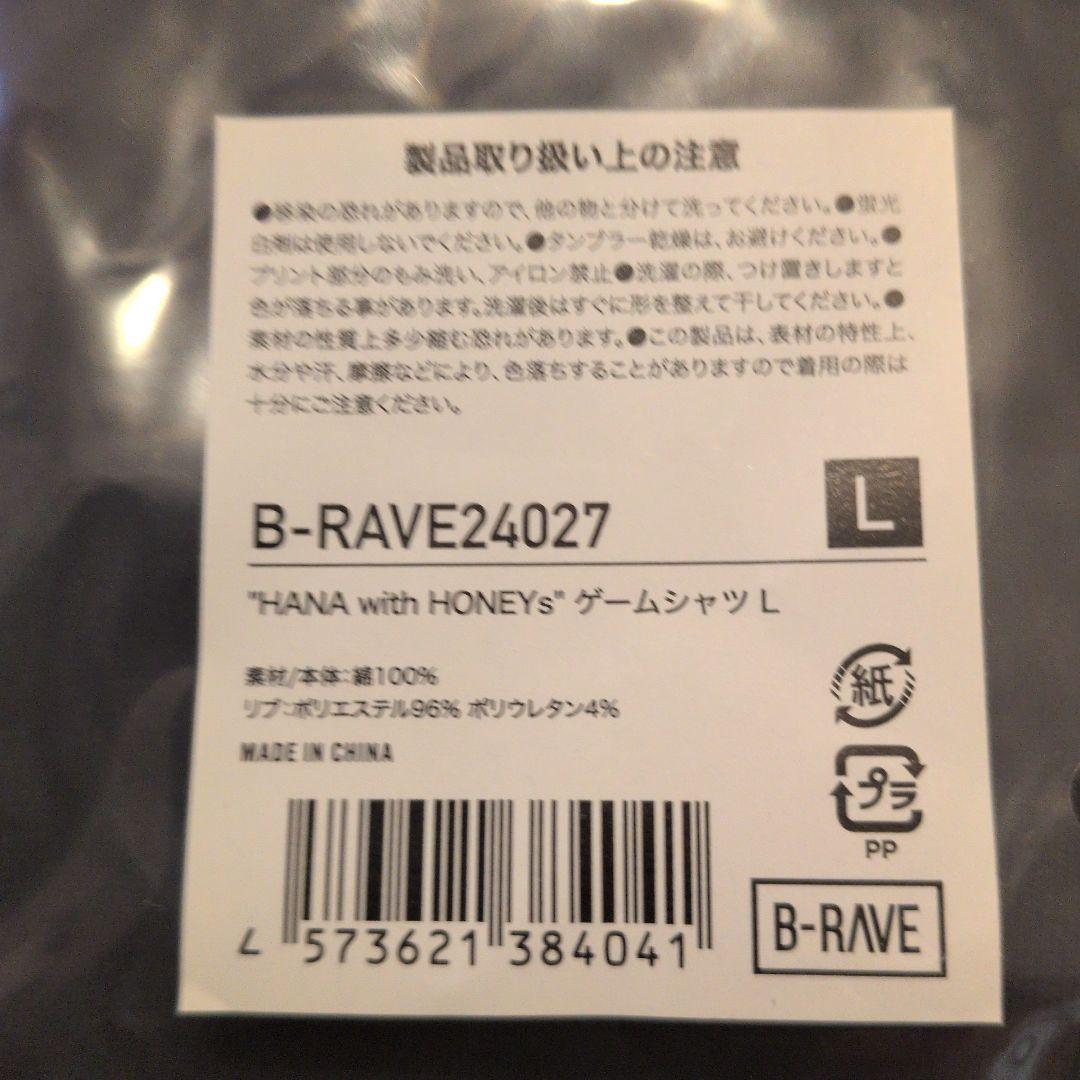 製品取り扱い上の注意
●移染の恐れがありますので、他の物と分けて洗ってください。●蛍光
白剤は使用しないでください。●タンブラー乾燥は、お避けください。●
プリント部分のもみ洗い、アイロン禁止●洗濯の際、つけ置きしますと
色が落ちる事があります。洗濯後はすぐに形を整えて干してください。●
素材の性質上多少縮む恐れがあります。●この製品は、表材の特性上、
水分や汗、摩擦などにより、色落ちすることがありますので着用の際は
十分にご注意ください。
B-RAVE24027
L
"HANA with HONEYs" ゲームシャツ L
素材/本体:綿100%
リブ:ポリエステル96% ポリウレタン4%
MADE IN CHINA
紙
プラ
PP
4 573621 384041
B-RAVE